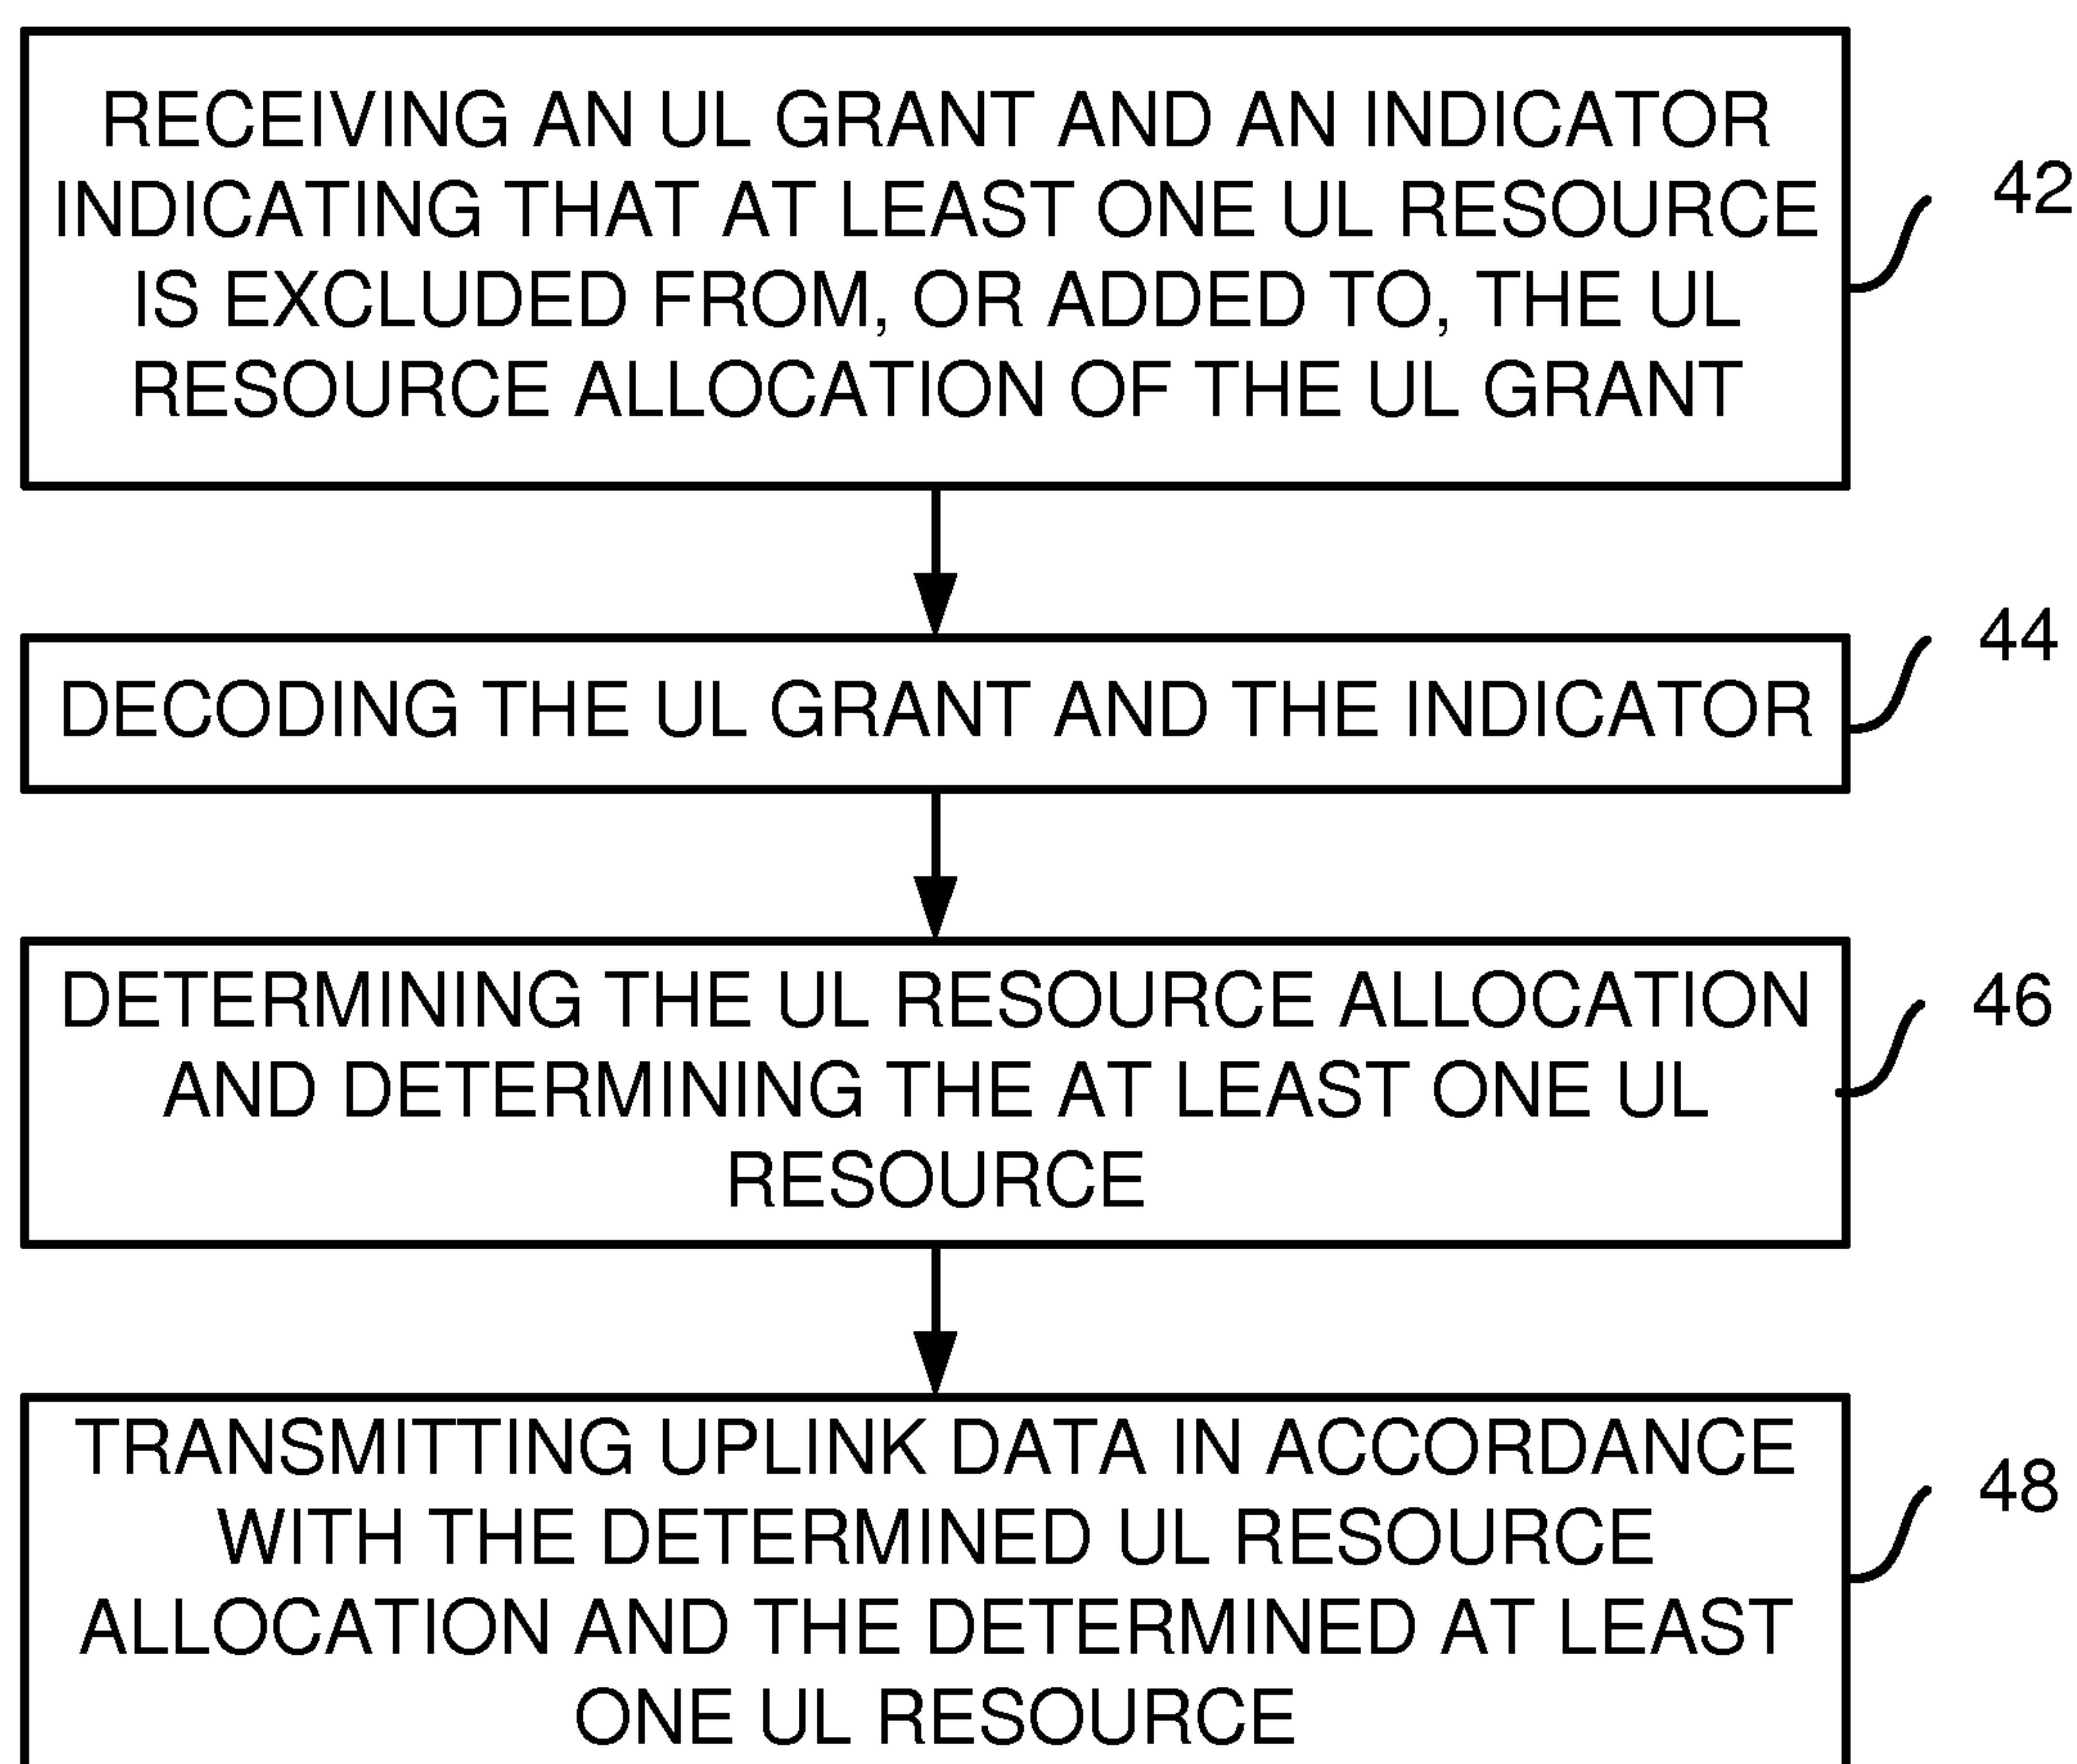 RECEIVING AN UL GRANT AND AN INDICATOR
INDICATING THAT AT LEAST ONE UL RESOURCE
IS EXCLUDED FROM, OR ADDED TO, THE UL
RESOURCE ALLOCATION OF THE UL GRANT
42
DECODING THE UL GRANT AND THE INDICATOR
44
DETERMINING THE UL RESOURCE ALLOCATION
AND DETERMINING THE AT LEAST ONE UL
RESOURCE
46
TRANSMITTING UPLINK DATA IN ACCORDANCE
WITH THE DETERMINED UL RESOURCE
ALLOCATION AND THE DETERMINED AT LEAST
ONE UL RESOURCE
48